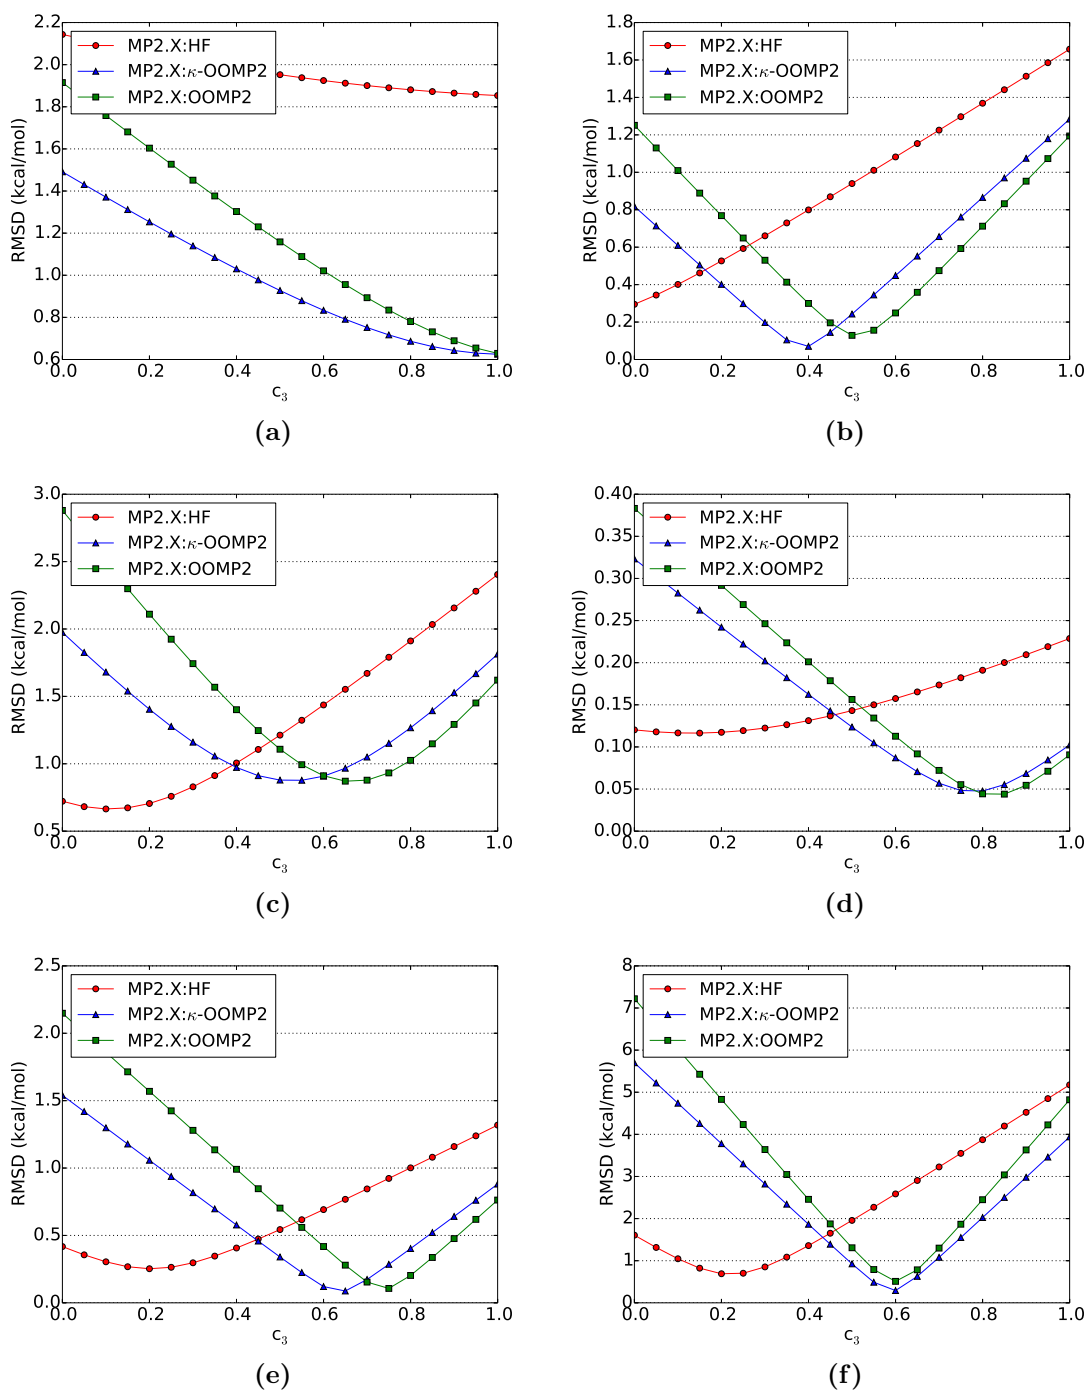 2.2
2.0
1.8
1.6
1.4
1.2
1.0
0.8
0.6
RMSD (kcal/mol)
MP2.X:HF
MP2.X:κ-OOMP2
MP2.X:OOMP2
0.0 0.2 0.4 0.6 0.8 1.0
c₃
(a)
1.8
1.6
1.4
1.2
1.0
0.8
0.6
0.4
0.2
0.0
RMSD (kcal/mol)
MP2.X:HF
MP2.X:κ-OOMP2
MP2.X:OOMP2
0.0 0.2 0.4 0.6 0.8 1.0
c₃
(b)
3.0
2.5
2.0
1.5
1.0
0.5
RMSD (kcal/mol)
MP2.X:HF
MP2.X:κ-OOMP2
MP2.X:OOMP2
0.0 0.2 0.4 0.6 0.8 1.0
c₃
(c)
0.40
0.35
0.30
0.25
0.20
0.15
0.10
0.05
0.00
RMSD (kcal/mol)
MP2.X:HF
MP2.X:κ-OOMP2
MP2.X:OOMP2
0.0 0.2 0.4 0.6 0.8 1.0
c₃
(d)
2.5
2.0
1.5
1.0
0.5
0.0
RMSD (kcal/mol)
MP2.X:HF
MP2.X:κ-OOMP2
MP2.X:OOMP2
0.0 0.2 0.4 0.6 0.8 1.0
c₃
(e)
8
7
6
5
4
3
2
1
0
RMSD (kcal/mol)
MP2.X:HF
MP2.X:κ-OOMP2
MP2.X:OOMP2
0.0 0.2 0.4 0.6 0.8 1.0
c₃
(f)